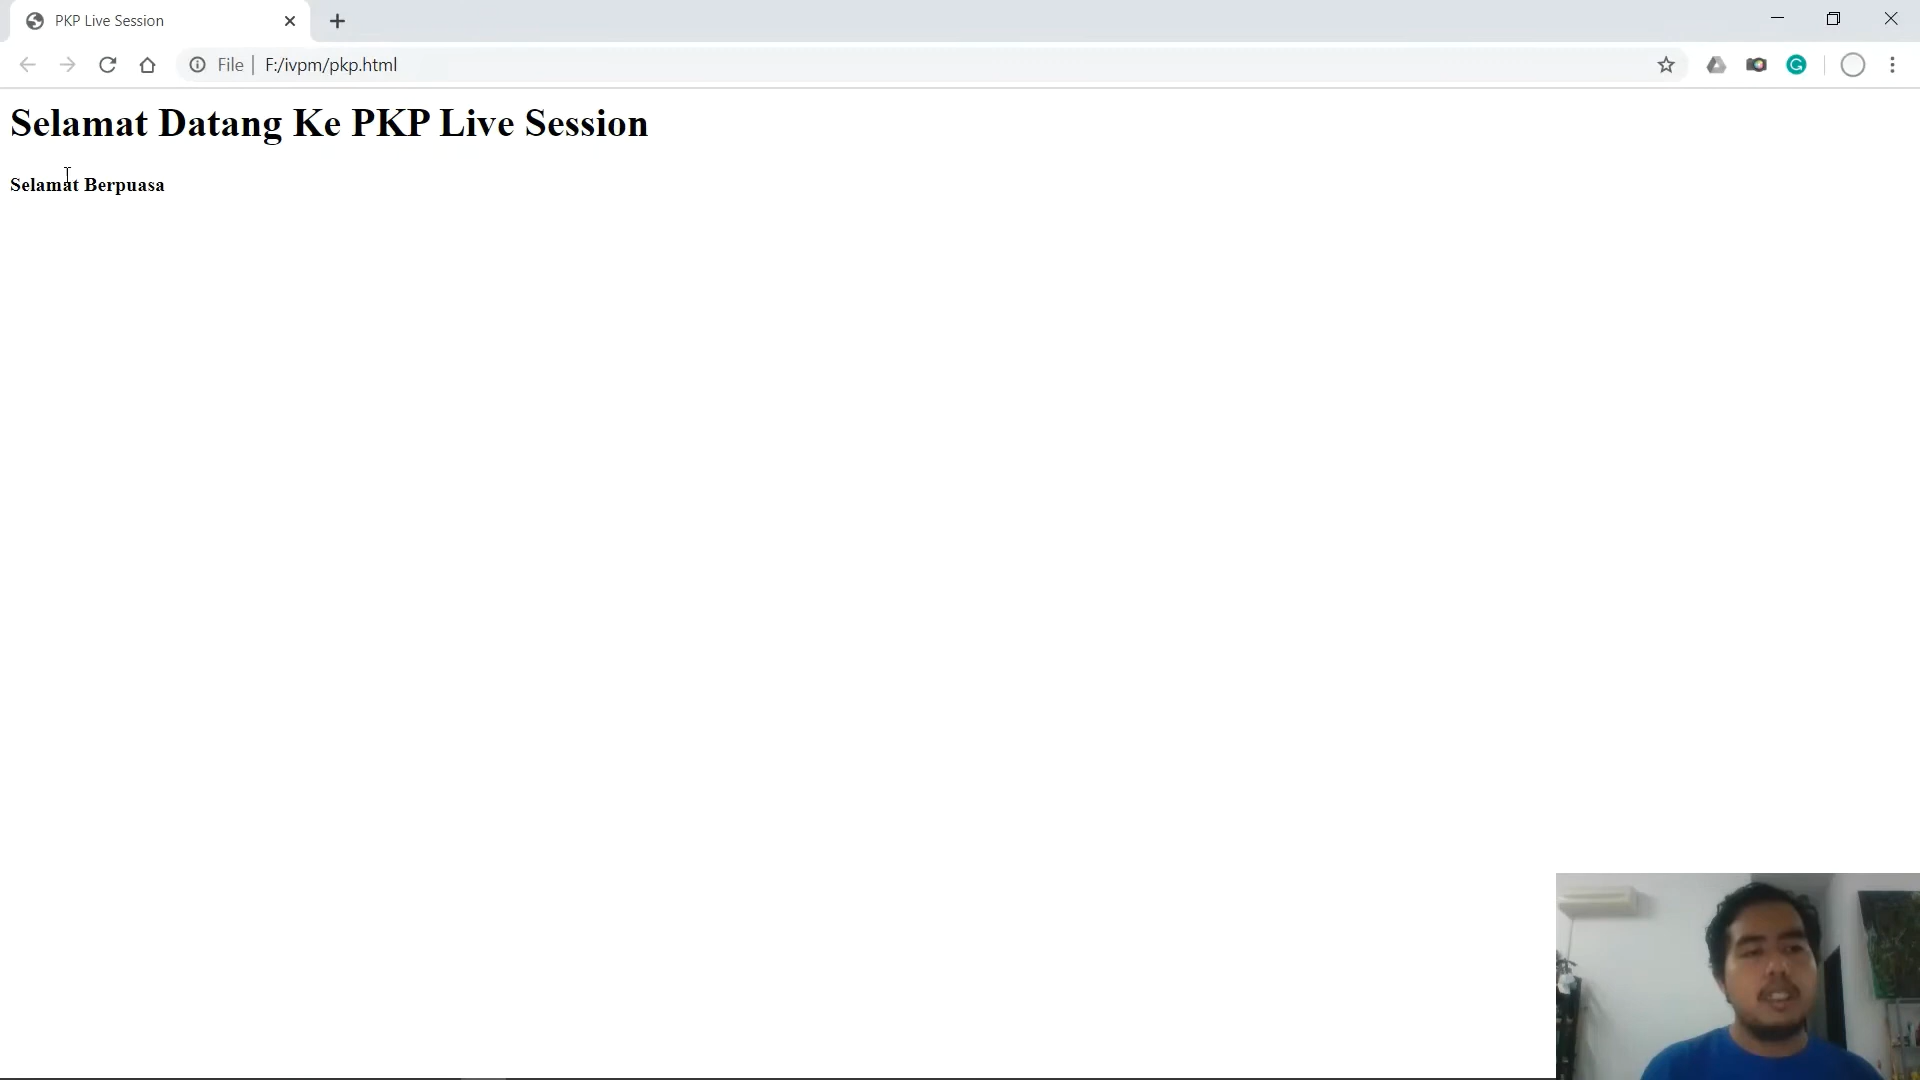 PKP Live Session
File | F:/ivpm/pkp.html
Selamat Datang Ke PKP Live Session
Selamat Berpuasa